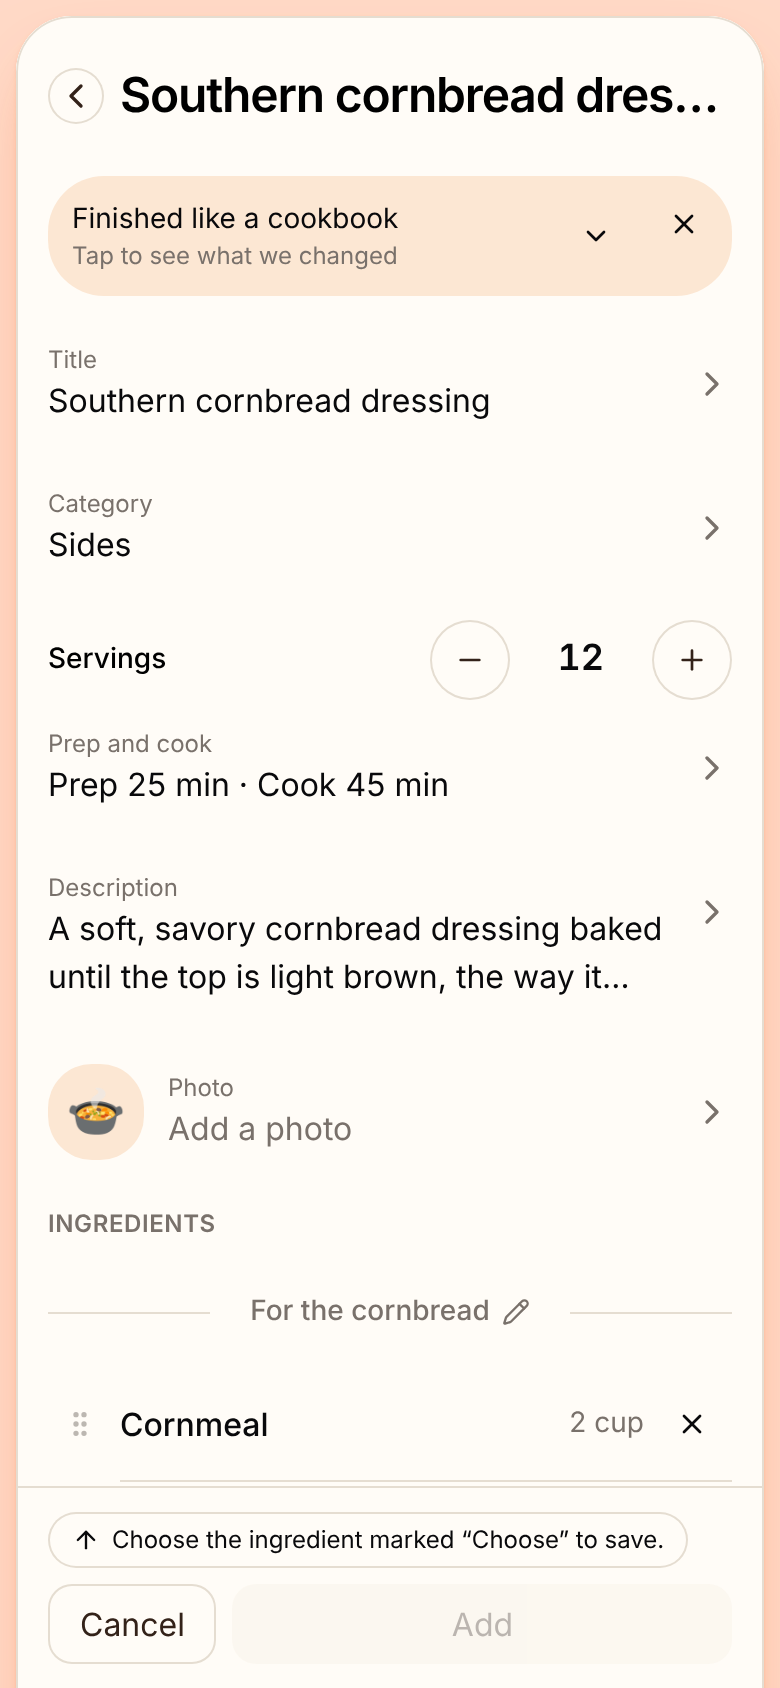 Southern cornbread dres...
Finished like a cookbook
Tap to see what we changed
Title
Southern cornbread dressing
Category
Sides
Servings
12
Prep and cook
Prep 25 min · Cook 45 min
Description
A soft, savory cornbread dressing baked
until the top is light brown, the way it...
Photo
Add a photo
INGREDIENTS
For the cornbread
Cornmeal
2 cup
Choose the ingredient marked “Choose” to save.
Cancel
Add